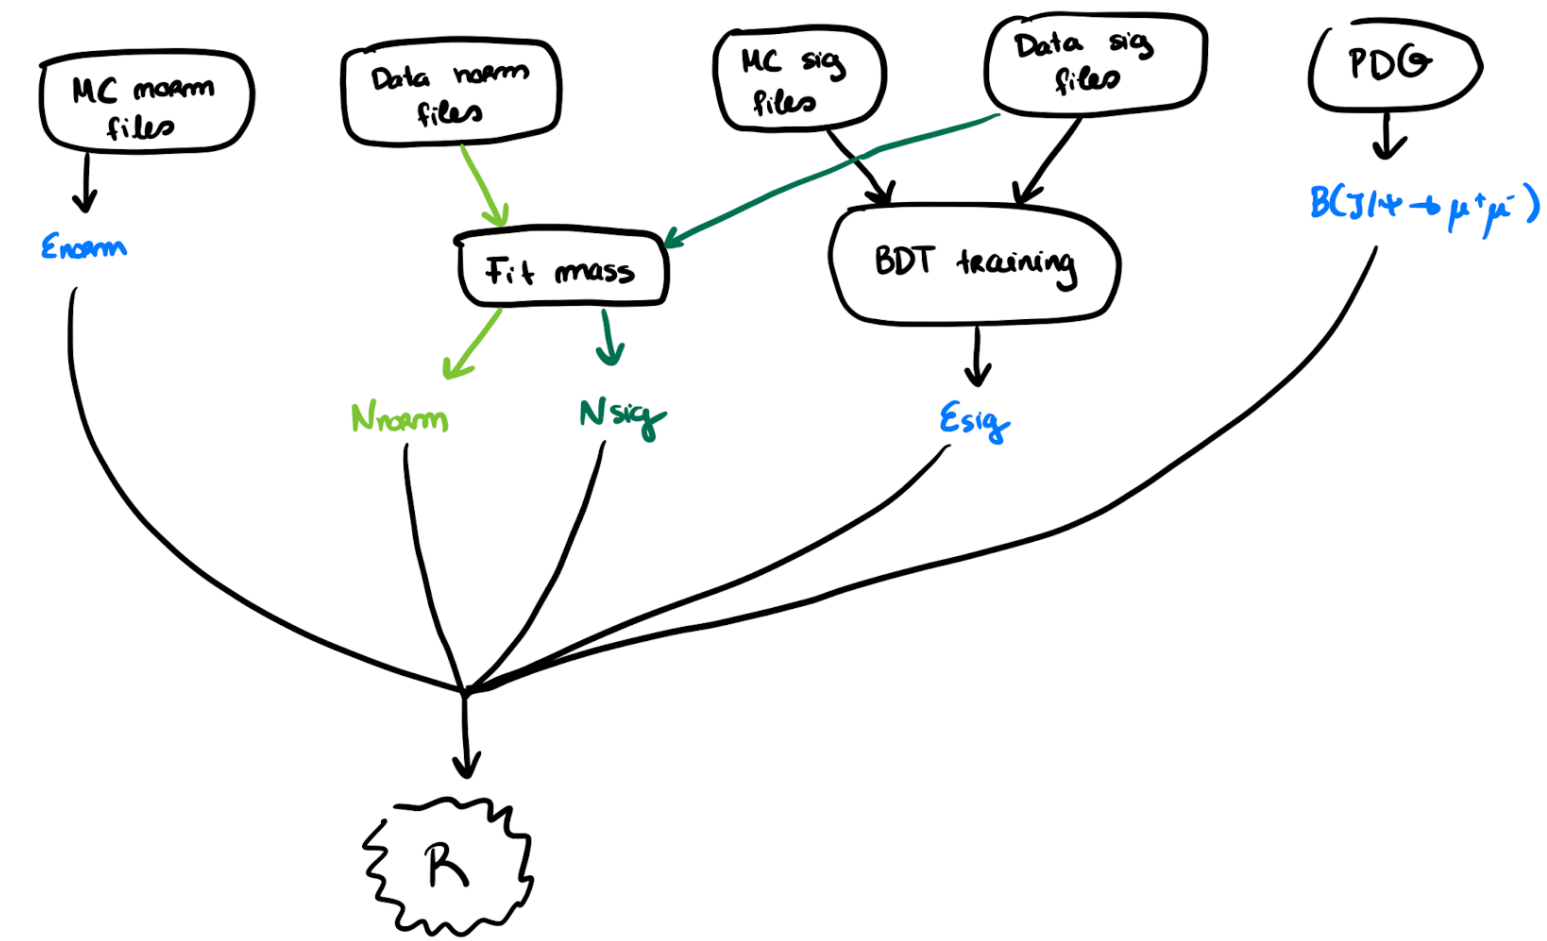 MC norm
files
Data norm
files
MC sig
files
Data sig
files
PDG
Enorm
Fit mass
BDT training
B(J/ψ → μ⁺μ⁻)
Nnorm
Nsig
Esig
R